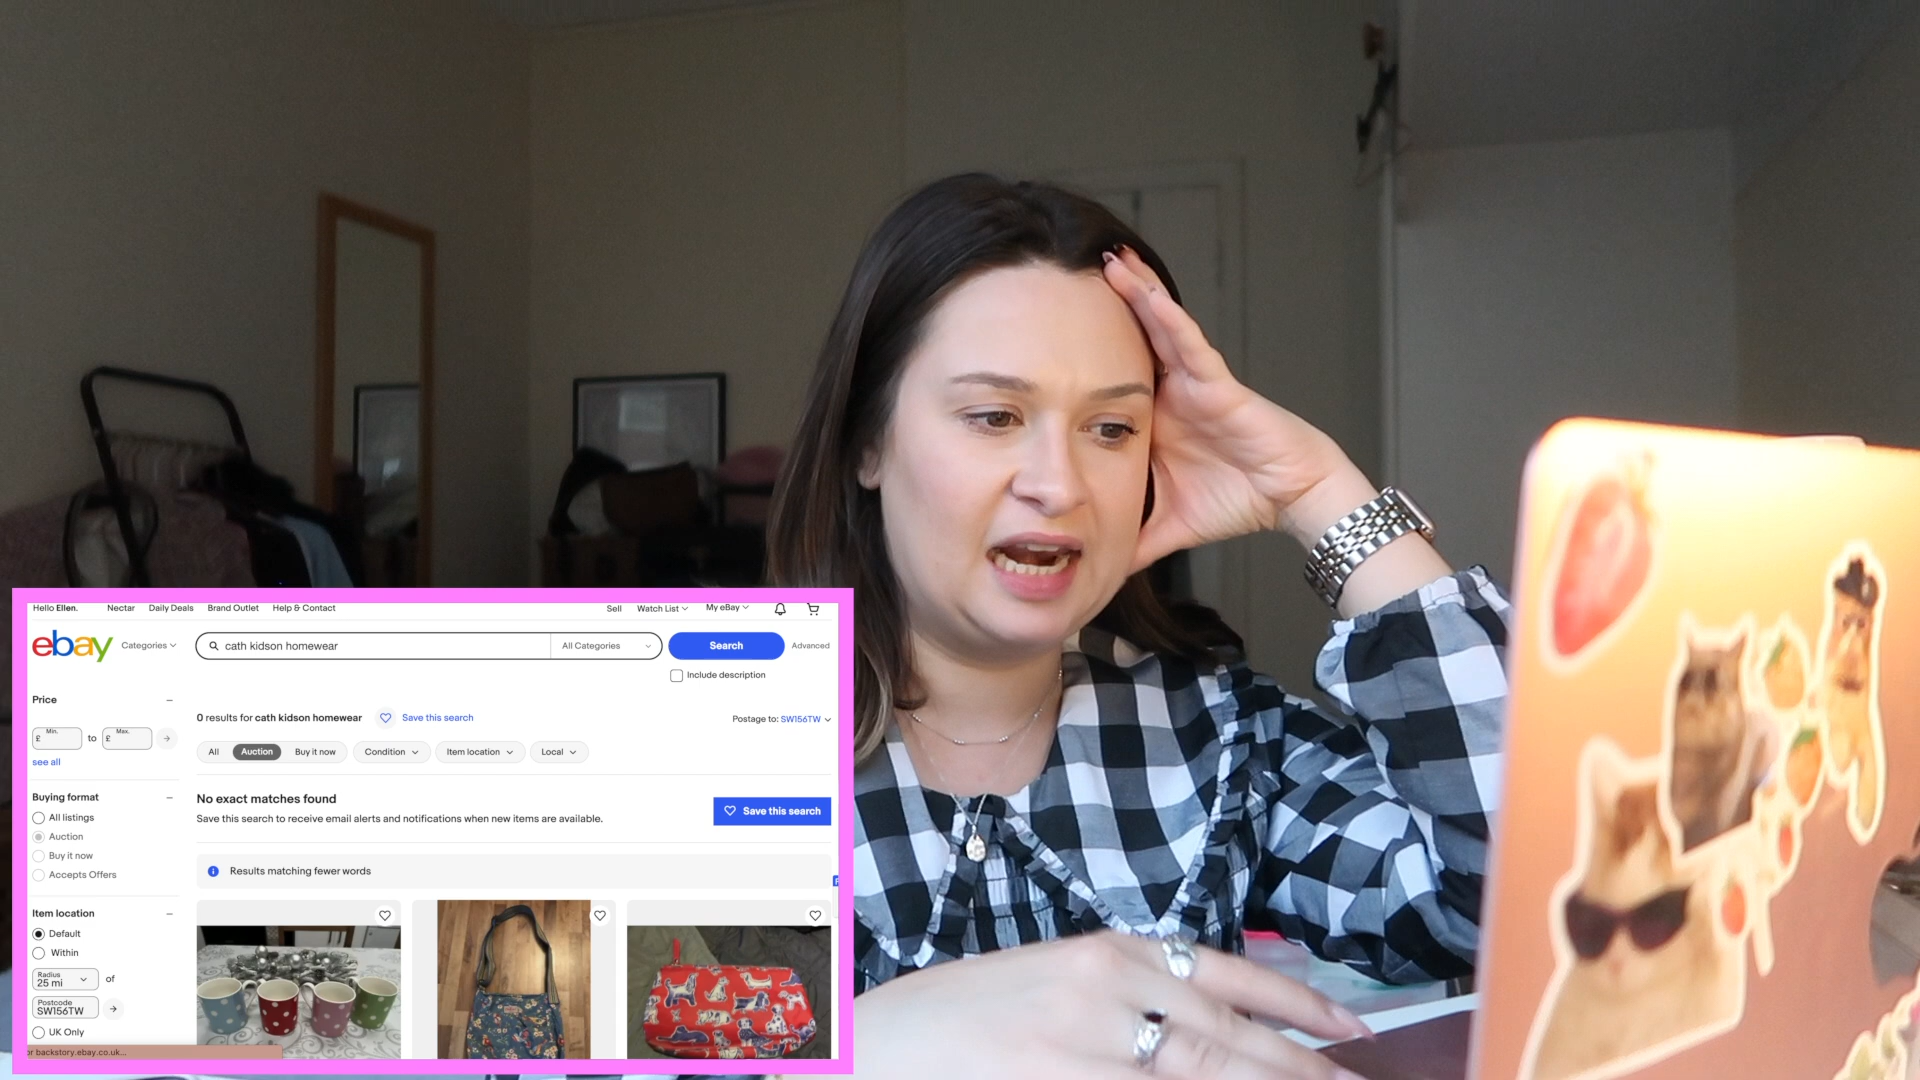 Hello Ellen. Nectar Daily Deals Brand Outlet Help & Contact Sell Watch List My eBay
ebay Categories cath kidson homewear All Categories Search Advanced
Include description
Price
0 results for cath kidson homewear Save this search Postage to: SW156TW
£ Min. to £ Max.
All Auction Buy it now Condition Item location Local
see all
Buying format
No exact matches found
Save this search
All listings
Save this search to receive email alerts and notifications when new items are available.
Auction
Buy it now
Accepts Offers
Results matching fewer words
Item location
Default
Within
Radius
25 mi of
Postcode
SW156TW
UK Only
or backstory.ebay.co.uk...